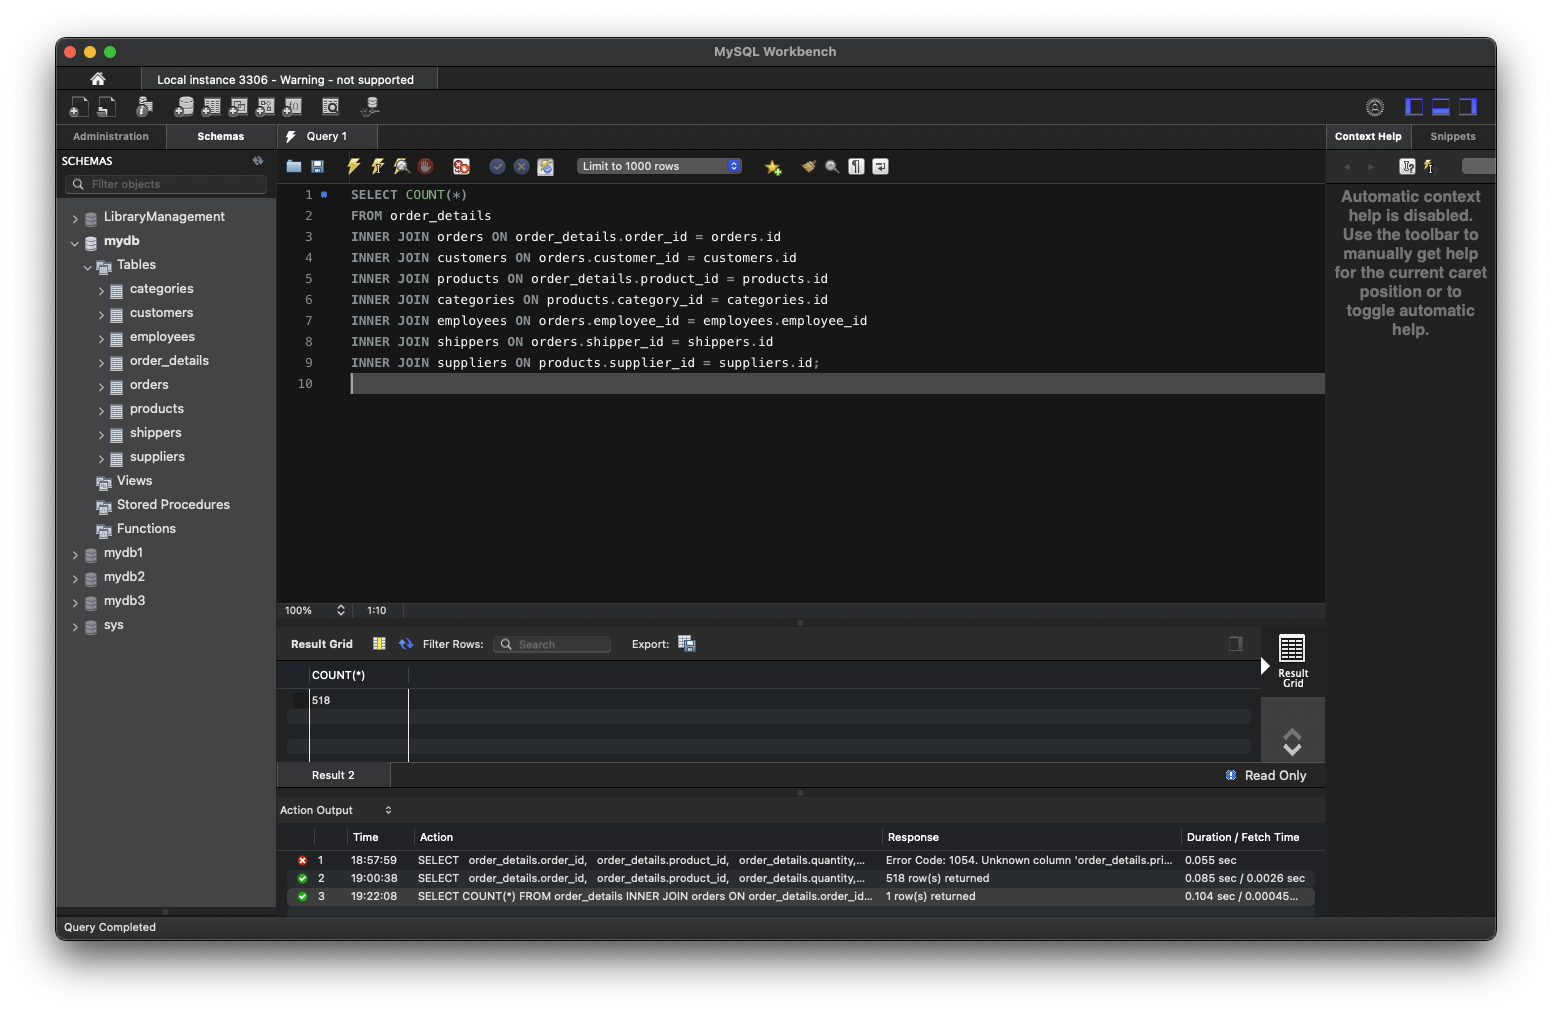 MySQL Workbench
Local instance 3306 - Warning - not supported
Administration
Schemas
Query 1
Context Help
Snippets
SCHEMAS
Filter objects
LibraryManagement
mydb
Tables
categories
customers
employees
order_details
orders
products
shippers
suppliers
Views
Stored Procedures
Functions
mydb1
mydb2
mydb3
sys
Limit to 1000 rows
1 SELECT COUNT(*)
2 FROM order_details
3 INNER JOIN orders ON order_details.order_id = orders.id
4 INNER JOIN customers ON orders.customer_id = customers.id
5 INNER JOIN products ON order_details.product_id = products.id
6 INNER JOIN categories ON products.category_id = categories.id
7 INNER JOIN employees ON orders.employee_id = employees.employee_id
8 INNER JOIN shippers ON orders.shipper_id = shippers.id
9 INNER JOIN suppliers ON products.supplier_id = suppliers.id;
10
Automatic context
help is disabled.
Use the toolbar to
manually get help
for the current caret
position or to
toggle automatic
help.
100% 1:10
Result Grid Filter Rows: Search Export:
COUNT(*)
518
Result
Grid
Result 2
Read Only
Action Output
Time Action Response Duration / Fetch Time
1 18:57:59 SELECT order_details.order_id, order_details.product_id, order_details.quantity,... Error Code: 1054. Unknown column 'order_details.pri... 0.055 sec
2 19:00:38 SELECT order_details.order_id, order_details.product_id, order_details.quantity,... 518 row(s) returned 0.085 sec / 0.0026 sec
3 19:22:08 SELECT COUNT(*) FROM order_details INNER JOIN orders ON order_details.order_id... 1 row(s) returned 0.104 sec / 0.00045...
Query Completed